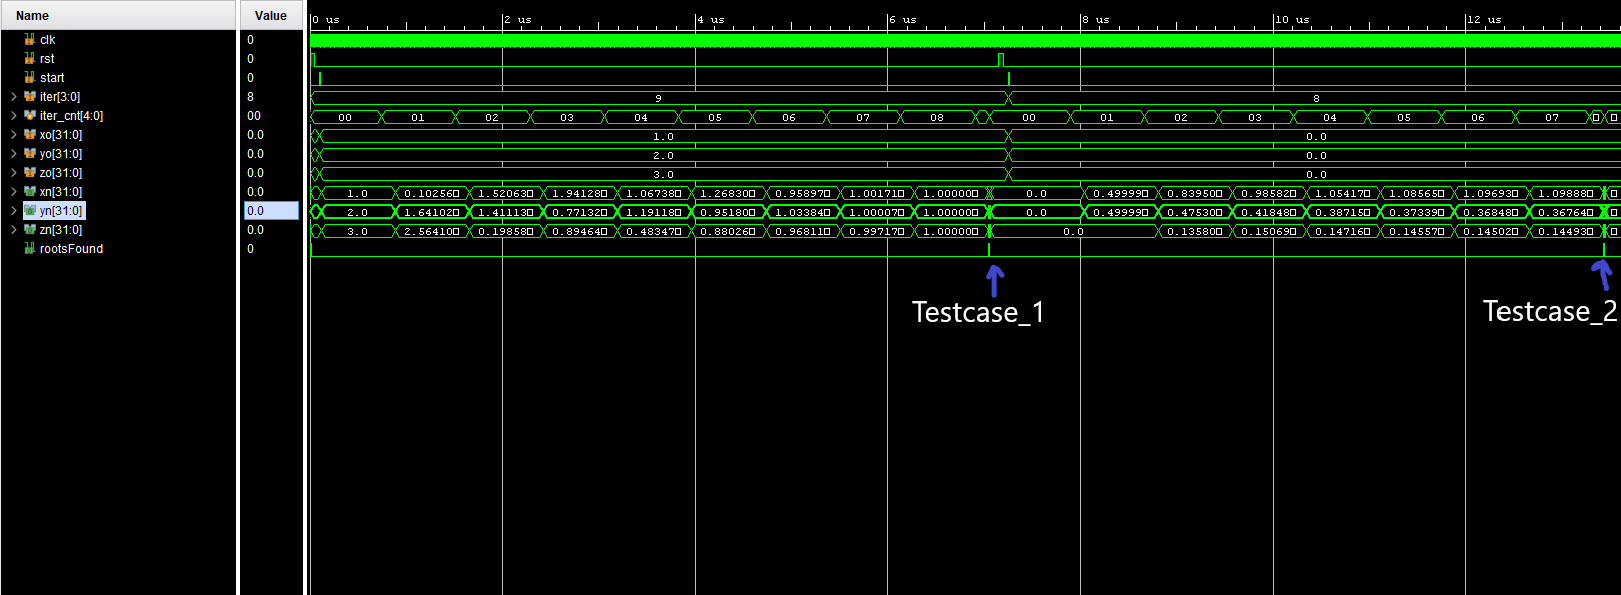 Name Value 0 us 2 us 4 us 6 us 8 us 10 us 12 us
clk 0
rst 0
start 0
iter[3:0] 8 9 8
iter_cnt[4:0] 00 00 01 02 03 04 05 06 07 08 00 01 02 03 04 05 06 07
xo[31:0] 0.0 1.0 0.0
yo[31:0] 0.0 2.0 0.0
zo[31:0] 0.0 3.0 0.0
xn[31:0] 0.0 1.0 0.10256 1.52063 1.94128 1.06738 1.26830 0.95897 1.00171 1.00000 0.0 0.49999 0.83950 0.98582 1.05417 1.08565 1.09693 1.09888
yn[31:0] 0.0 2.0 1.64102 1.41113 0.77132 1.19118 0.95180 1.03384 1.00007 1.00000 0.0 0.49999 0.47530 0.41848 0.38715 0.37339 0.36848 0.36764
zn[31:0] 0.0 3.0 2.56410 0.19858 0.89464 0.48347 0.88026 0.96811 0.99717 1.00000 0.0 0.13580 0.15069 0.14716 0.14557 0.14502 0.14493
rootsFound 0
Testcase_1 Testcase_2